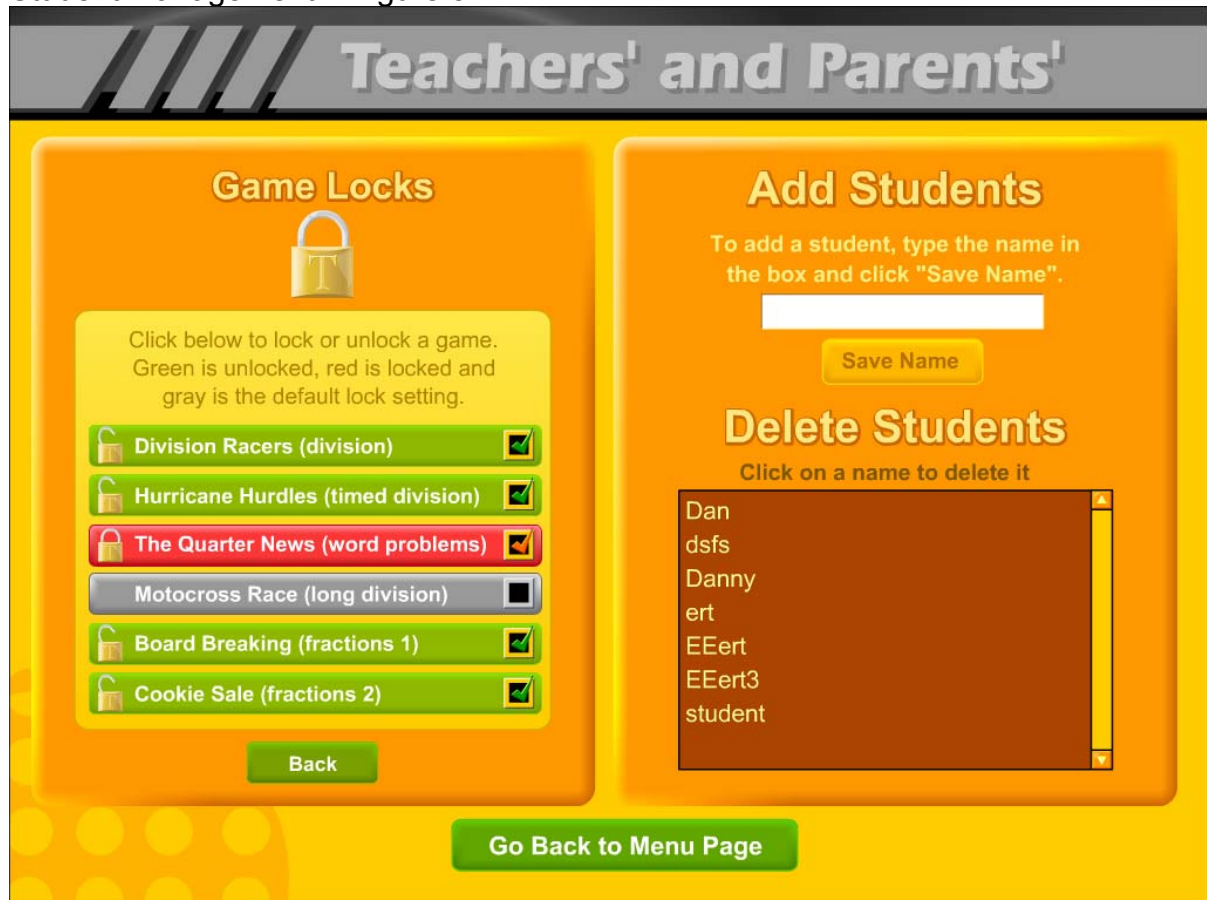 Teachers' and Parents'
Game Locks
T
Click below to lock or unlock a game.
Green is unlocked, red is locked and
gray is the default lock setting.
Division Racers (division)
Hurricane Hurdles (timed division)
The Quarter News (word problems)
Motocross Race (long division)
Board Breaking (fractions 1)
Cookie Sale (fractions 2)
Back
Add Students
To add a student, type the name in
the box and click "Save Name".
Save Name
Delete Students
Click on a name to delete it
Dan
dsfs
Danny
ert
EEert
EEert3
student
Go Back to Menu Page